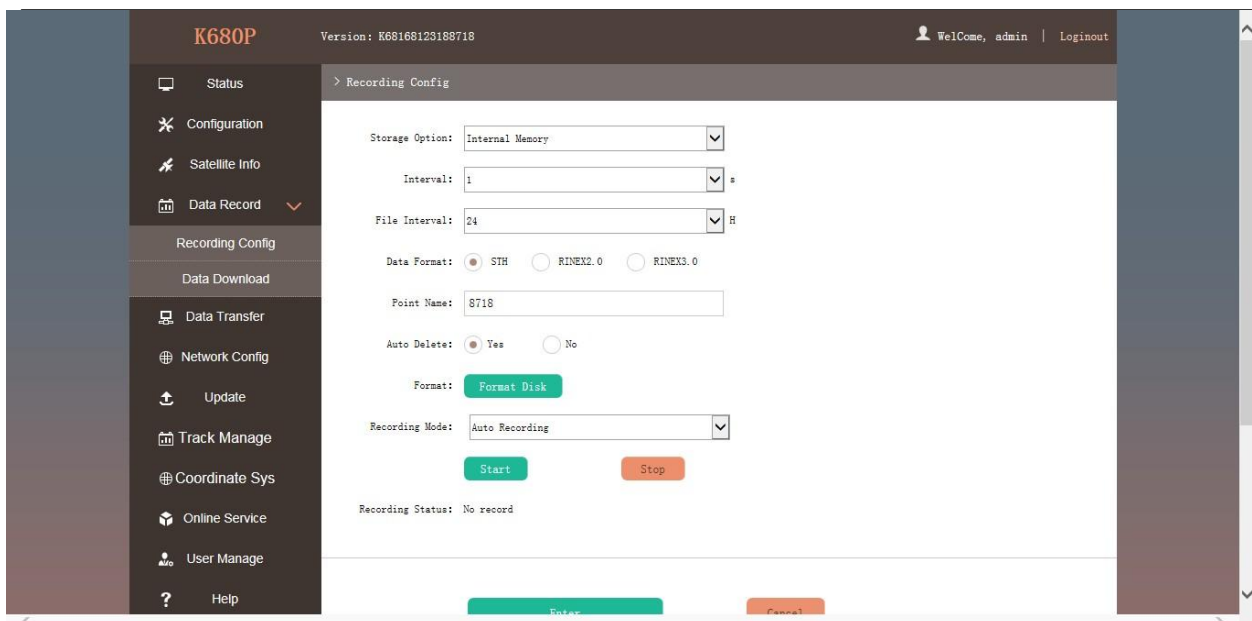 K680P
Version: K68168123188718
WelCome, admin | Loginout
Status
> Recording Config
Configuration
Satellite Info
Data Record
Recording Config
Data Download
Data Transfer
Network Config
Update
Track Manage
Coordinate Sys
Online Service
User Manage
? Help
Storage Option: Internal Memory
Interval: 1 s
File Interval: 24 H
Data Format: STH RINEX2.0 RINEX3.0
Point Name: 8718
Auto Delete: Yes No
Format: Format Disk
Recording Mode: Auto Recording
Start Stop
Recording Status: No record
Enter Cancel